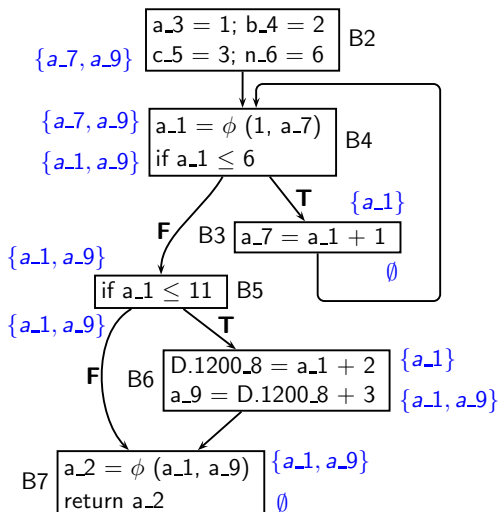 a_3 = 1; b_4 = 2
c_5 = 3; n_6 = 6
B2
{a_7, a_9}
{a_7, a_9}
a_1 = ϕ (1, a_7)
if a_1 ≤ 6
B4
{a_1, a_9}
F
T
{a_1}
B3
a_7 = a_1 + 1
∅
{a_1, a_9}
if a_1 ≤ 11
B5
{a_1, a_9}
F
T
B6
D.1200_8 = a_1 + 2
a_9 = D.1200_8 + 3
{a_1}
{a_1, a_9}
B7
a_2 = ϕ (a_1, a_9)
return a_2
{a_1, a_9}
∅